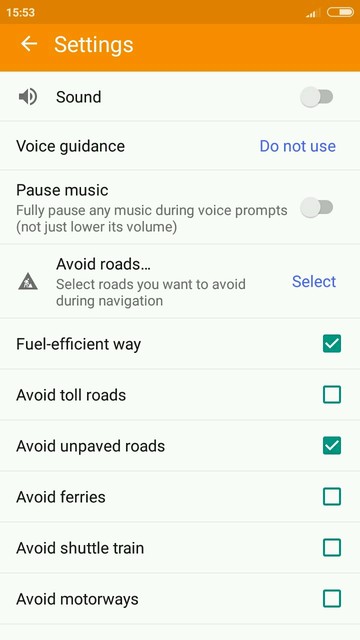 15:53
Settings
Sound
Voice guidance
Do not use
Pause music
Fully pause any music during voice prompts
(not just lower its volume)
Avoid roads...
Select roads you want to avoid
during navigation
Select
Fuel-efficient way
Avoid toll roads
Avoid unpaved roads
Avoid ferries
Avoid shuttle train
Avoid motorways